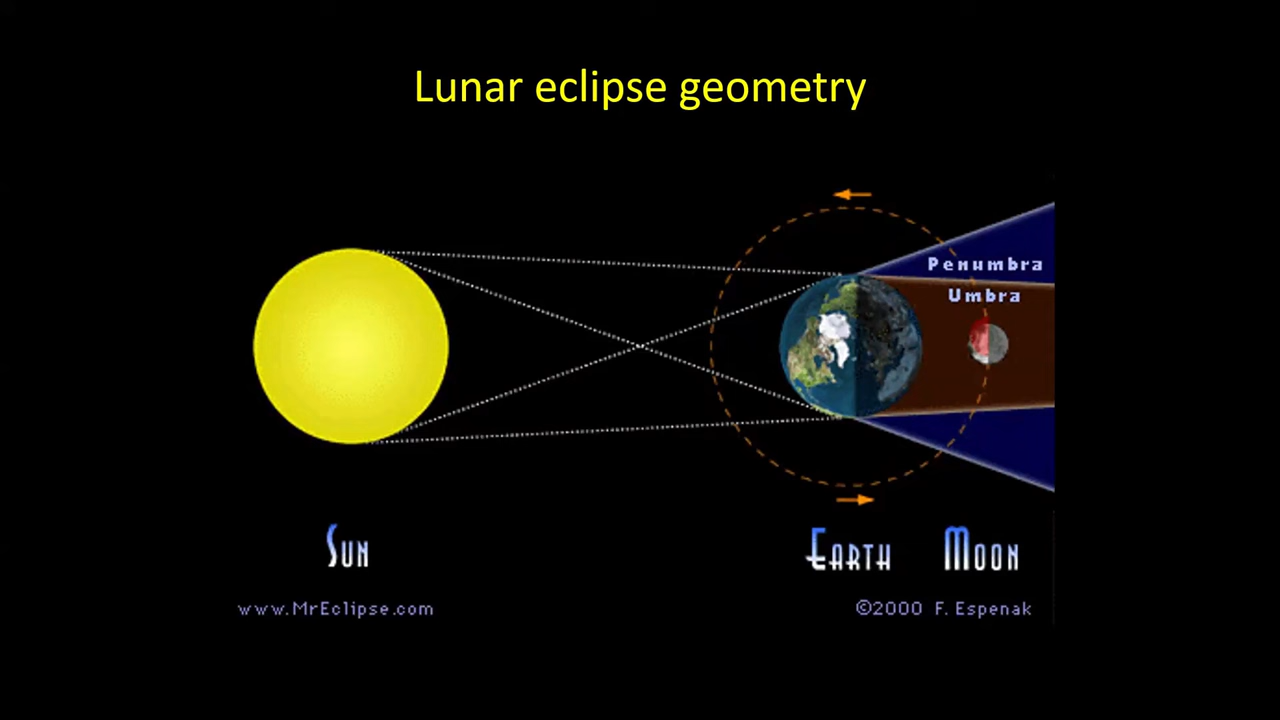 Lunar eclipse geometry
Penumbra
Umbra
Sun
Earth
Moon
www.MrEclipse.com
©2000 F. Espenak